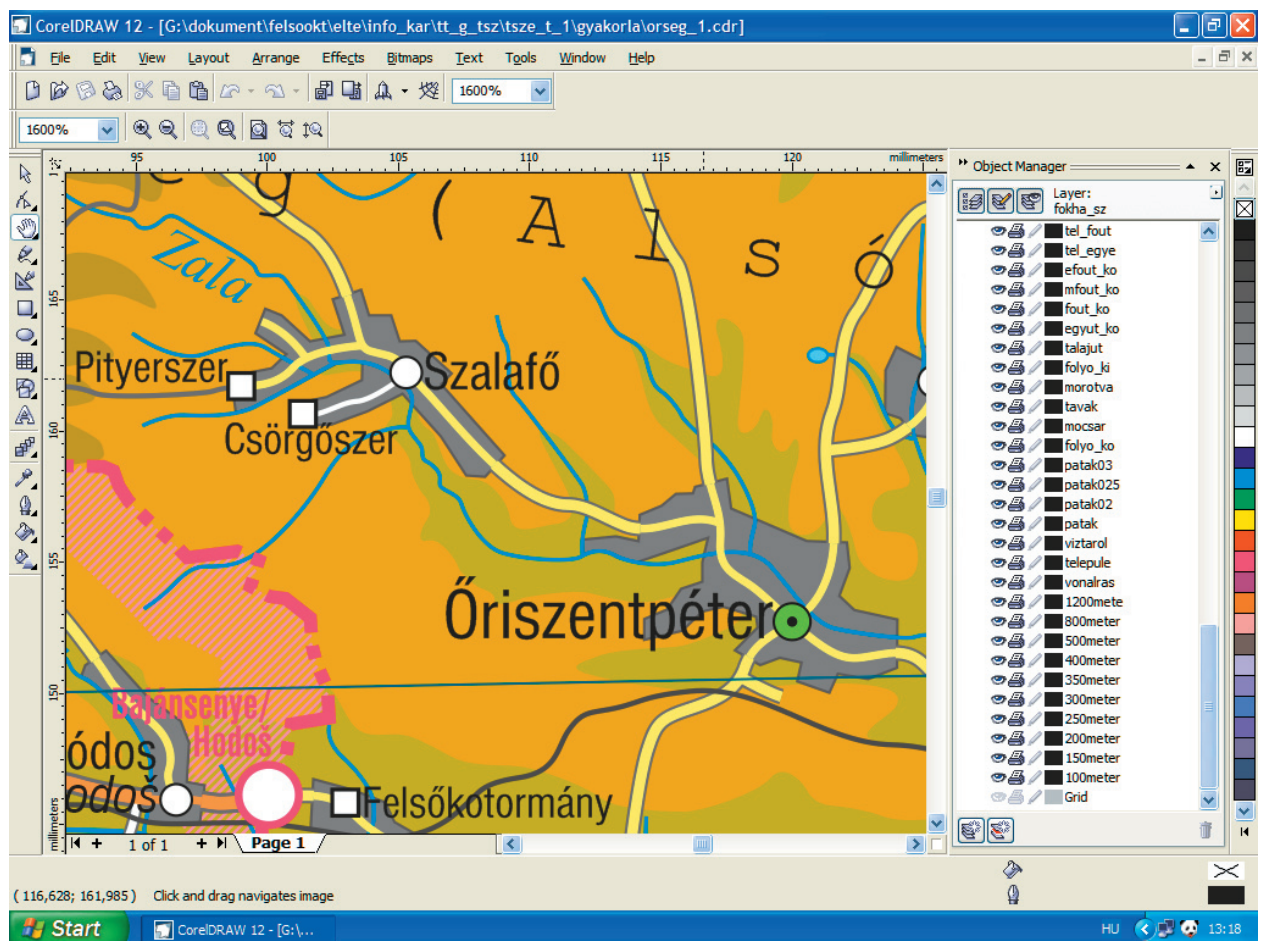 CorelDRAW 12 - [G:\dokument\felsookt\elte\info_kar\tt_g_tsz\tsze_t_1\gyakorla\orseg_1.cdr]
File Edit View Layout Arrange Effects Bitmaps Text Tools Window Help
1600%
1600%
95 100 105 110 115 120 millimeters
165
160
155
150
millimeters
e g ( A l s ó
Zala
Pityerszer
Szalafő
Csörgőszer
Őriszentpéter
Bajánsenye/
Hodoš
ódos
odoš
Felsőkotormány
Object Manager
Layer:
fokha_sz
tel_fout
tel_egye
efout_ko
mfout_ko
fout_ko
egyut_ko
talajut
folyo_ki
morotva
tavak
mocsar
folyo_ko
patak03
patak025
patak02
patak
viztarol
telepule
vonalras
1200mete
800meter
500meter
400meter
350meter
300meter
250meter
200meter
150meter
100meter
Grid
1 of 1 Page 1
( 116,628; 161,985 ) Click and drag navigates image
Start CorelDRAW 12 - [G:\... HU 13:18